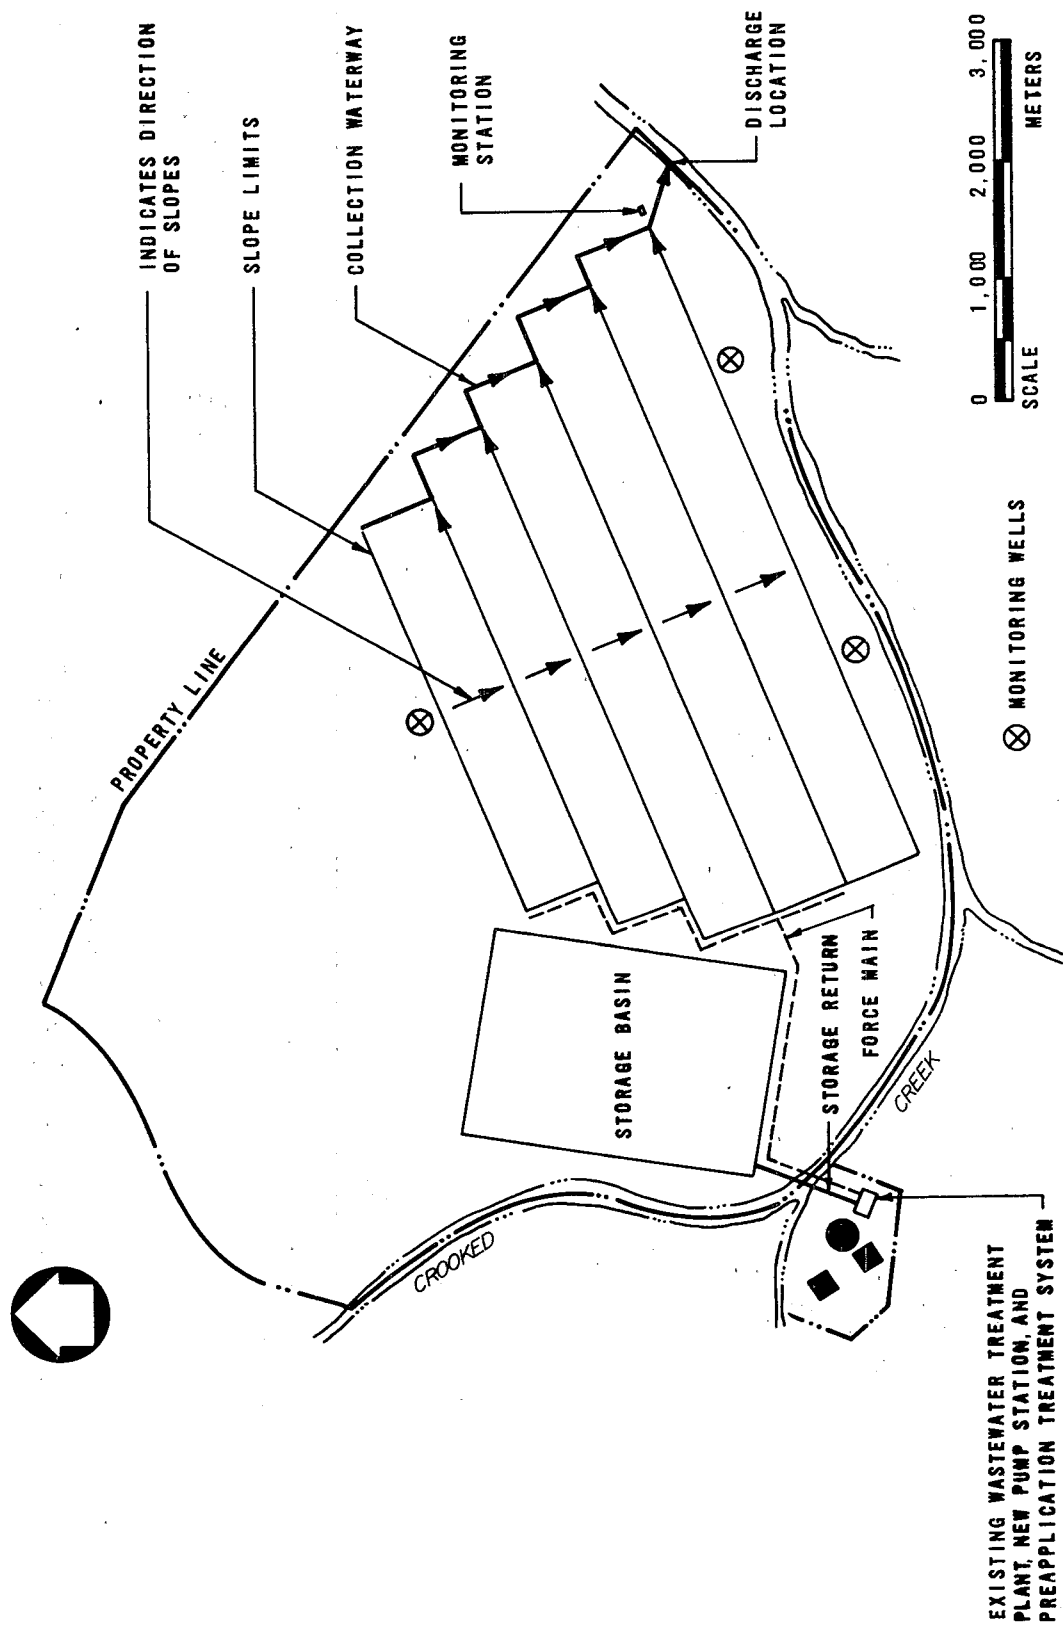 INDICATES DIRECTION
OF SLOPES
SLOPE LIMITS
COLLECTION WATERWAY
MONITORING
STATION
DISCHARGE
LOCATION
PROPERTY LINE
STORAGE BASIN
STORAGE RETURN
FORCE MAIN
CROOKED
CREEK
MONITORING WELLS
0 1,000 2,000 3,000
SCALE METERS
EXISTING WASTEWATER TREATMENT
PLANT, NEW PUMP STATION, AND
PREAPPLICATION TREATMENT SYSTEM